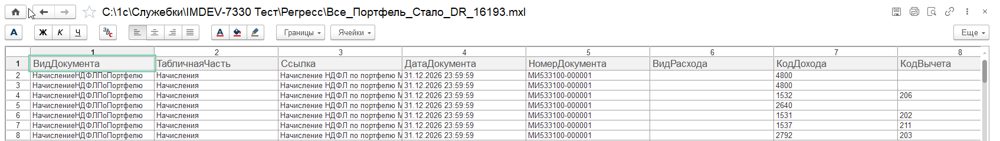 C:\1c\Служебки\IMDEV-7330 Тест\Регресс\Все_Портфель_Стало_DR_16193.mxl
А Ж К Ч abc А Границы Ячейки Еще
1 2 3 4 5 6 7 8
1 ВидДокумента ТабличнаяЧасть Ссылка ДатаДокумента НомерДокумента ВидРасхода КодДохода КодВычета
2 НачислениеНДФЛПоПортфелю Начисления Начисление НДФЛ по портфелю М 31.12.2026 23:59:59 МИ533100-000001 4800
3 НачислениеНДФЛПоПортфелю Начисления Начисление НДФЛ по портфелю М 31.12.2026 23:59:59 МИ533100-000001 4800
4 НачислениеНДФЛПоПортфелю Начисления Начисление НДФЛ по портфелю М 31.12.2026 23:59:59 МИ533100-000001 1532 206
5 НачислениеНДФЛПоПортфелю Начисления Начисление НДФЛ по портфелю М 31.12.2026 23:59:59 МИ533100-000001 2640
6 НачислениеНДФЛПоПортфелю Начисления Начисление НДФЛ по портфелю М 31.12.2026 23:59:59 МИ533100-000001 1531 202
7 НачислениеНДФЛПоПортфелю Начисления Начисление НДФЛ по портфелю М 31.12.2026 23:59:59 МИ533100-000001 1537 211
8 НачислениеНДФЛПоПортфелю Начисления Начисление НДФЛ по портфелю М 31.12.2026 23:59:59 МИ533100-000001 2792 203